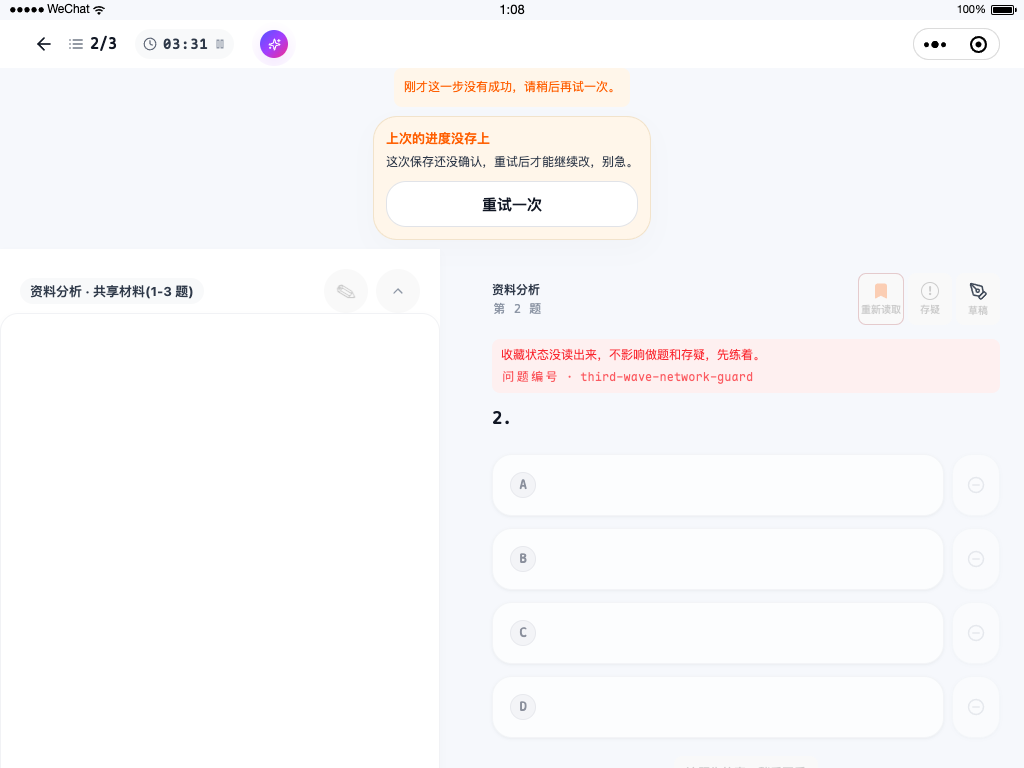 WeChat
1:08
100%
2/3
03:31
刚才这一步没有成功，请稍后再试一次。
上次的进度没存上
这次保存还没确认，重试后才能继续改，别急。
重试一次
资料分析 · 共享材料(1-3 题)
资料分析
第 2 题
重新读取
存疑
草稿
收藏状态没读出来，不影响做题和存疑，先练着。
问题编号 · third-wave-network-guard
2.
A
B
C
D